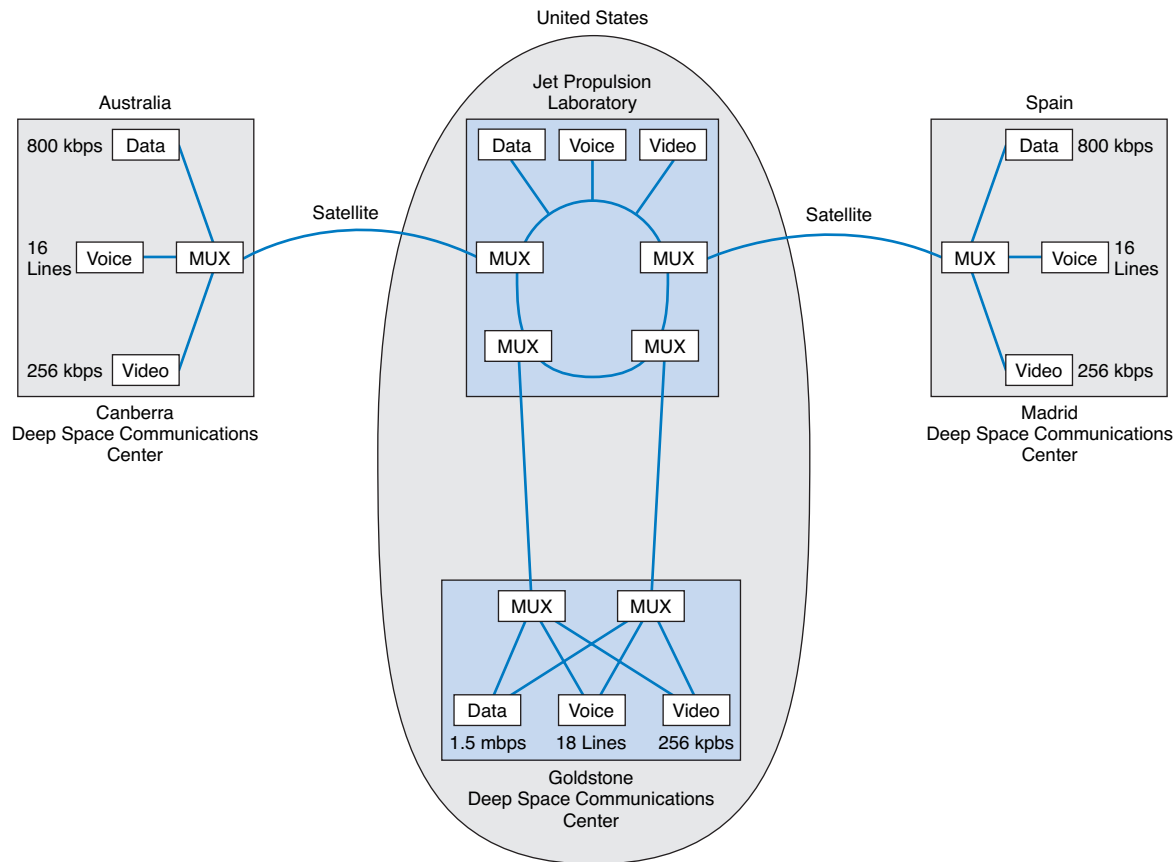 United States
Jet Propulsion
Laboratory
Australia
Spain
800 kbps
Data
Data
Voice
Video
Data
800 kbps
Satellite
Satellite
16
Lines
Voice
MUX
MUX
MUX
MUX
Voice
16
Lines
MUX
MUX
256 kbps
Video
Video
256 kbps
Canberra
Deep Space Communications
Center
Madrid
Deep Space Communications
Center
MUX
MUX
Data
Voice
Video
1.5 mbps
18 Lines
256 kpbs
Goldstone
Deep Space Communications
Center